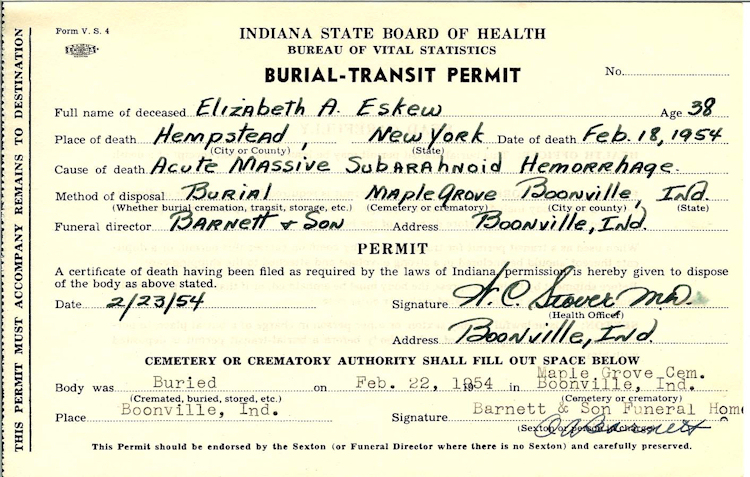 Form V. S. 4
INDIANA STATE BOARD OF HEALTH
BUREAU OF VITAL STATISTICS
BURIAL-TRANSIT PERMIT
No.
Full name of deceased Elizabeth A. Eskew Age 38
Place of death Hempstead, New York Date of death Feb. 18, 1954
(City or County) (State)
Cause of death Acute Massive Subarahnoid Hemorrhage.
Method of disposal Burial Maple Grove Boonville, Ind.
(Whether burial cremation, transit, storage, etc.) (Cemetery or crematory) (City or county) (State)
Funeral director Barnett & Son Address Boonville, Ind.
PERMIT
A certificate of death having been filed as required by the laws of Indiana, permission is hereby given to dispose
of the body as above stated.
Date 2/23/54 Signature W. C. Stover MD.
(Health Officer)
Address Boonville, Ind.
CEMETERY OR CREMATORY AUTHORITY SHALL FILL OUT SPACE BELOW
Maple Grove Cem.
Body was Buried on Feb. 22, 1954 in Boonville, Ind.
(Cremated, buried, stored, etc.) (Cemetery or crematory)
Place Boonville, Ind. Signature Barnett & Son Funeral Home
(Sexton or person in charge)
Barnett
This Permit should be endorsed by the Sexton (or Funeral Director where there is no Sexton) and carefully preserved.
THIS PERMIT MUST ACCOMPANY REMAINS TO DESTINATION